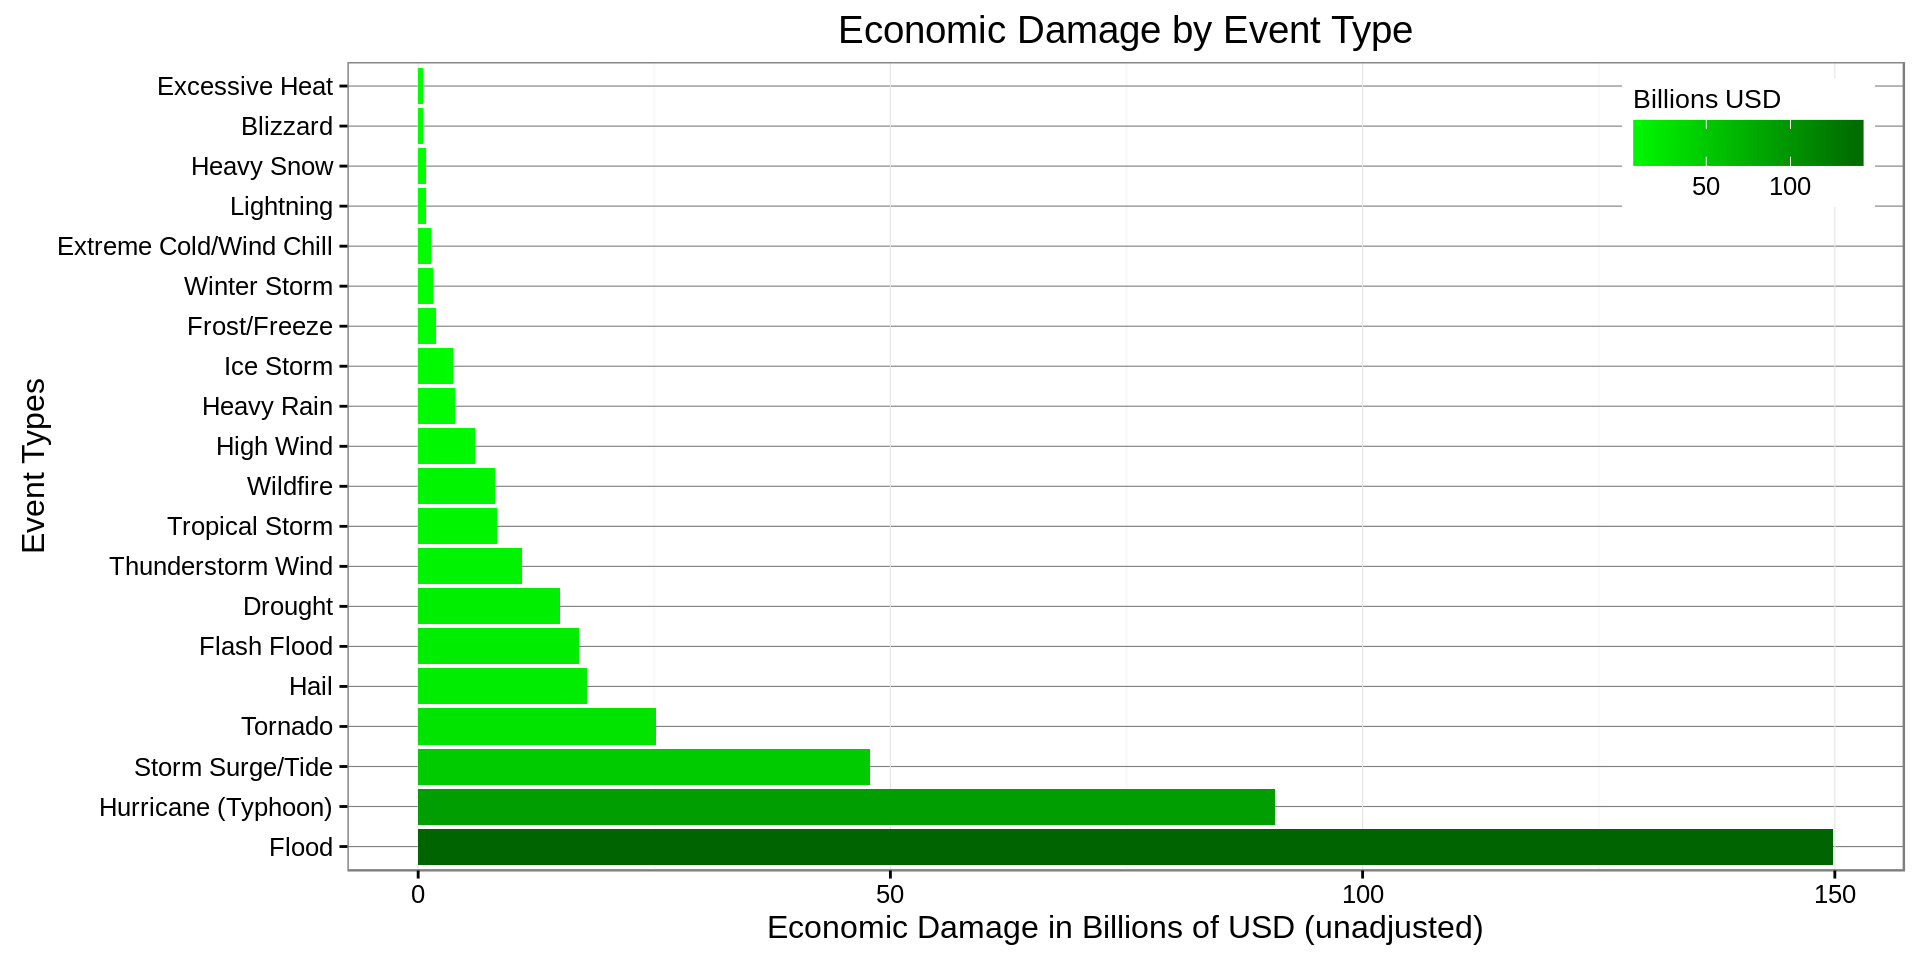 Economic Damage by Event Type
Billions USD
50 100
Event Types
Excessive Heat
Blizzard
Heavy Snow
Lightning
Extreme Cold/Wind Chill
Winter Storm
Frost/Freeze
Ice Storm
Heavy Rain
High Wind
Wildfire
Tropical Storm
Thunderstorm Wind
Drought
Flash Flood
Hail
Tornado
Storm Surge/Tide
Hurricane (Typhoon)
Flood
0 50 100 150
Economic Damage in Billions of USD (unadjusted)